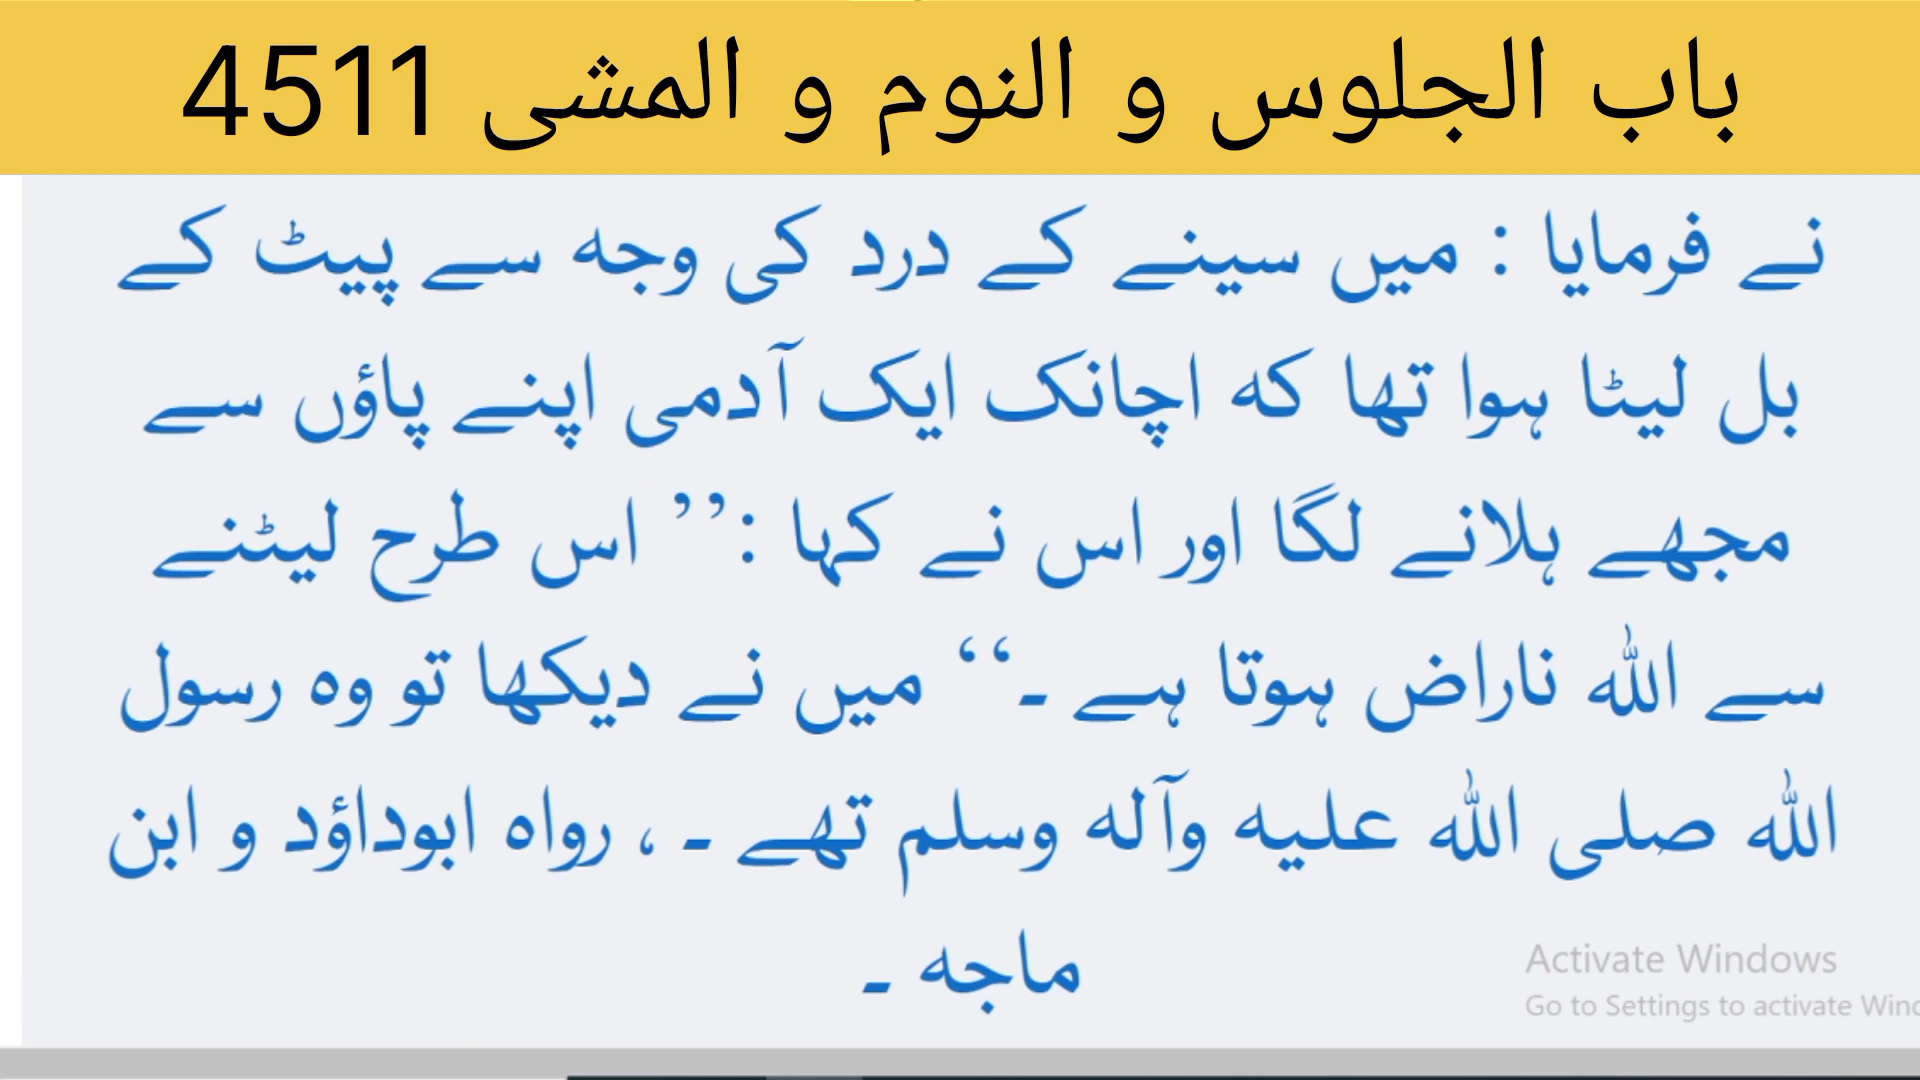 باب الجلوس و النوم و المشی 4511
نے فرمایا : میں سینے کے درد کی وجہ سے پیٹ کے
بل لیٹا ہوا تھا کہ اچانک ایک آدمی اپنے پاؤں سے
مجھے ہلانے لگا اور اس نے کہا :’’ اس طرح لیٹنے
سے اللہ ناراض ہوتا ہے ۔‘‘ میں نے دیکھا تو وہ رسول
اللہ صلی اللہ علیہ وآلہ وسلم تھے ۔ ، رواہ ابوداؤد و ابن
ماجہ ۔
Activate Windows
Go to Settings to activate Wind